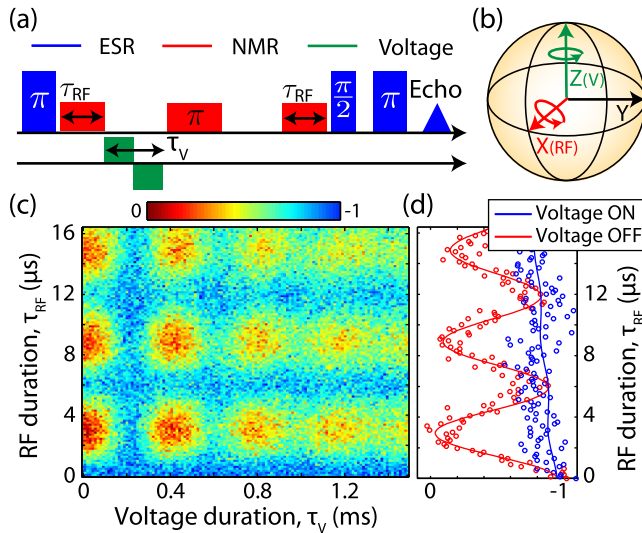 (a)
ESR NMR Voltage
π τRF π τRF π/2 π Echo
τV
(b)
Z(V)
Y
X(RF)
(c)
0 -1
16
12
8
4
0
RF duration, τRF (μs)
0 0.4 0.8 1.2
Voltage duration, τV (ms)
(d)
Voltage ON
Voltage OFF
12
8
4
0
RF duration, τRF (μs)
0 -1